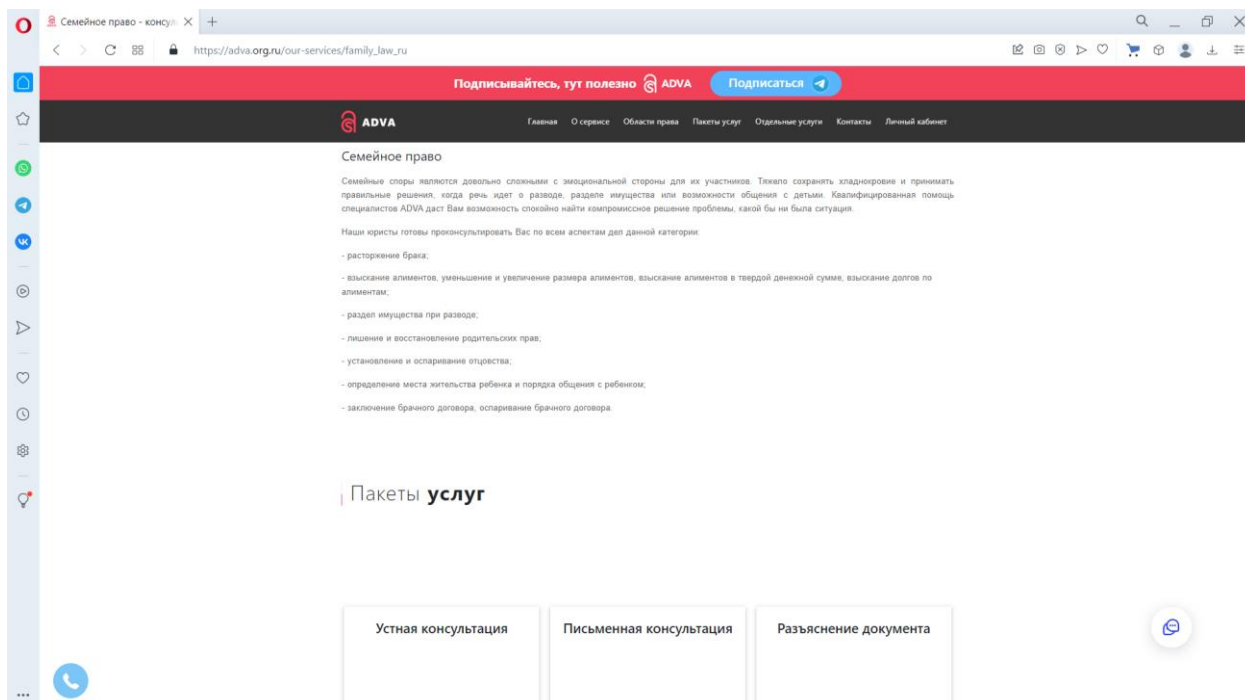 Семейное право - консул
https://adva.org.ru/our-services/family_law_ru
Подписывайтесь, тут полезно ADVA Подписаться
ADVA Главная О сервисе Области права Пакеты услуг Отдельные услуги Контакты Личный кабинет
Семейное право
Семейные споры являются довольно сложными с эмоциональной стороны для их участников. Тяжело сохранять хладнокровие и принимать
правильные решения, когда речь идет о разводе, разделе имущества или возможности общения с детьми. Квалифицированная помощь
специалистов ADVA даст Вам возможность спокойно найти компромиссное решение проблемы, какой бы ни была ситуация.
Наши юристы готовы проконсультировать Вас по всем аспектам дел данной категории:
- расторжение брака;
- взыскание алиментов, уменьшение и увеличение размера алиментов, взыскание алиментов в твердой денежной сумме, взыскание долгов по
алиментам;
- раздел имущества при разводе;
- лишение и восстановление родительских прав;
- установление и оспаривание отцовства;
- определение места жительства ребенка и порядка общения с ребенком;
- заключение брачного договора, оспаривание брачного договора.
Пакеты услуг
Устная консультация Письменная консультация Разъяснение документа